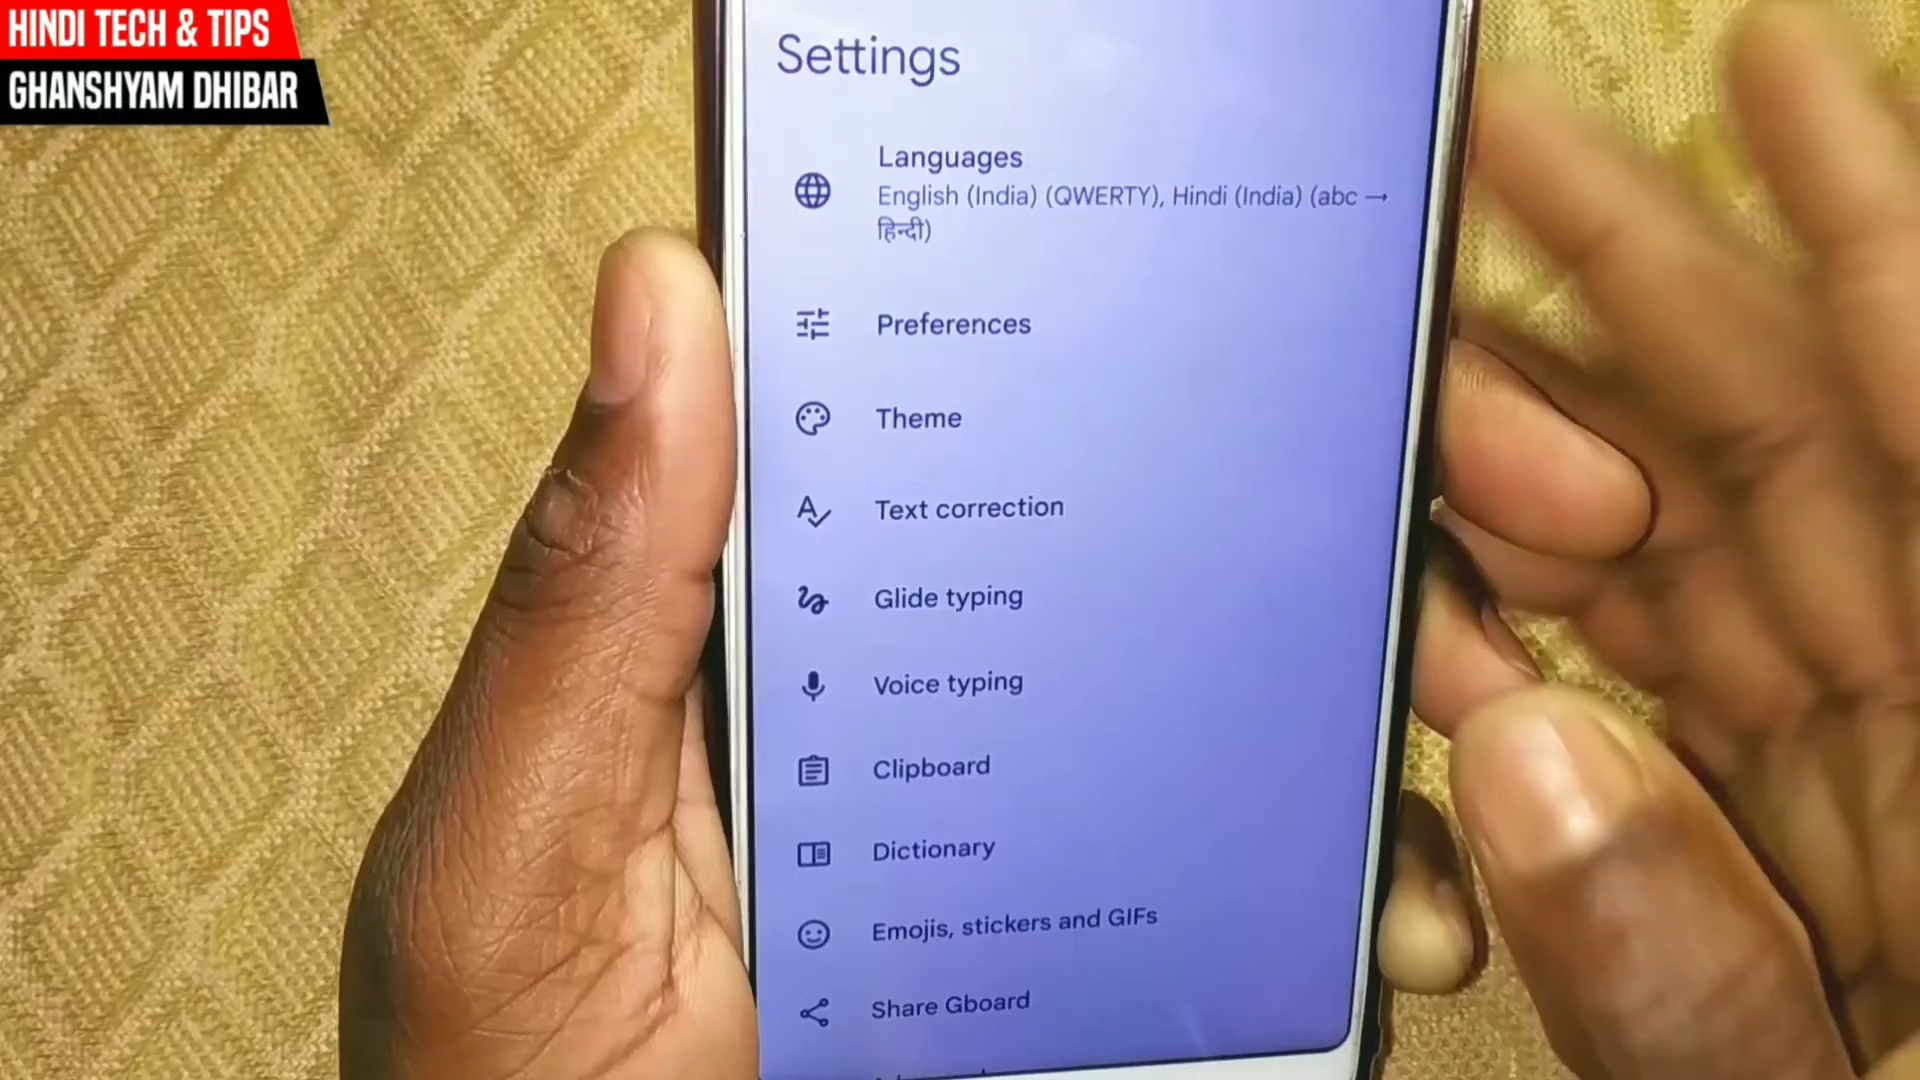 HINDI TECH & TIPS
GHANSHYAM DHIBAR
Settings
Languages
English (India) (QWERTY), Hindi (India) (abc →
हिन्दी)
Preferences
Theme
Text correction
Glide typing
Voice typing
Clipboard
Dictionary
Emojis, stickers and GIFs
Share Gboard